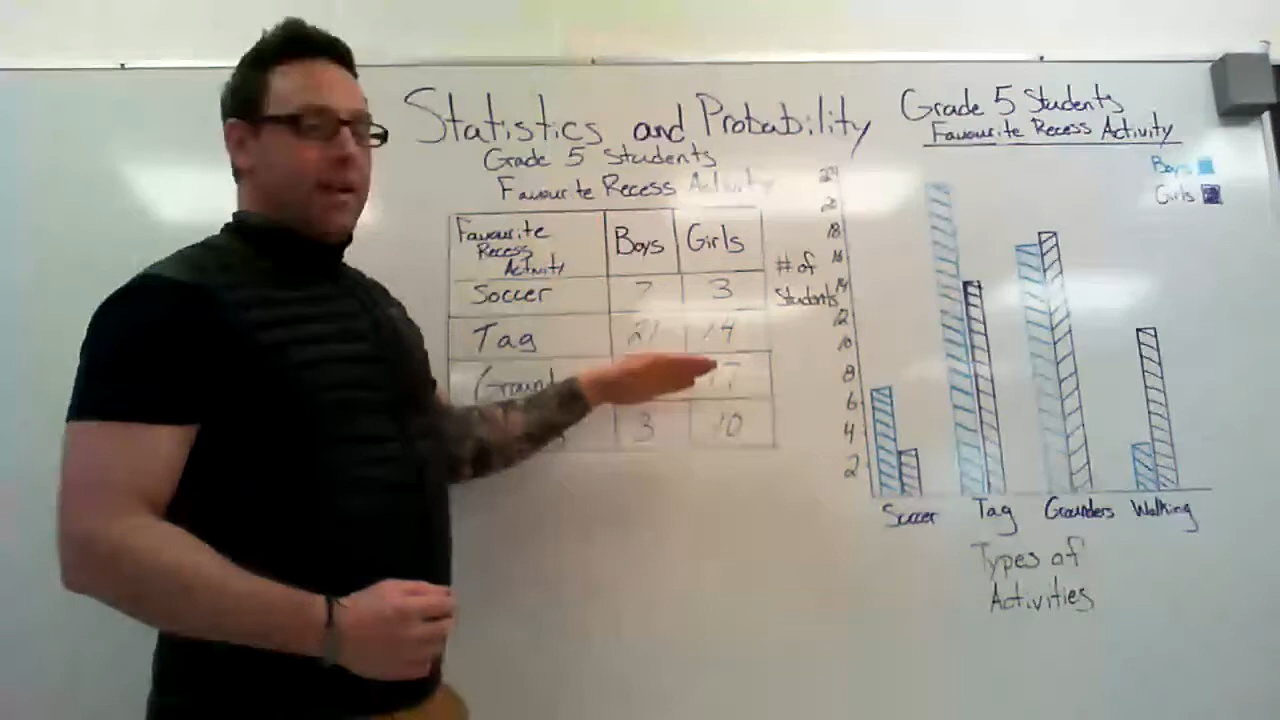 Statistics and Probability
Grade 5 Students
Favourite Recess Activity
Favourite
Recess
Activity
Boys
Girls
Soccer
7
3
Tag
21
14
Ground
17
3
10
Grade 5 Students
Favourite Recess Activity
Boys
Girls
# of
Students
20
18
16
14
12
10
8
6
4
2
Soccer
Tag
Grounders
Walking
Types of
Activities